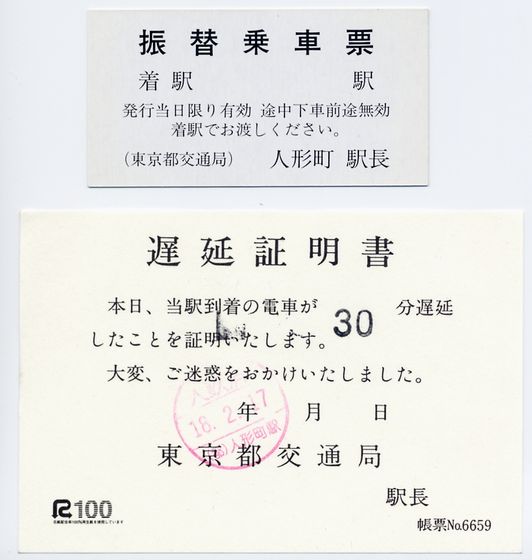 振替乗車票
着駅 駅
発行当日限り有効 途中下車前途無効
着駅でお渡しください。
(東京都交通局) 人形町 駅長
遅延証明書
本日、当駅到着の電車が 30 分遅延
したことを証明いたします。
大変、ご迷惑をおかけいたしました。
年 月 日
18. 2. 17
人形町駅
東京都交通局
駅長
R100
帳票No.6659